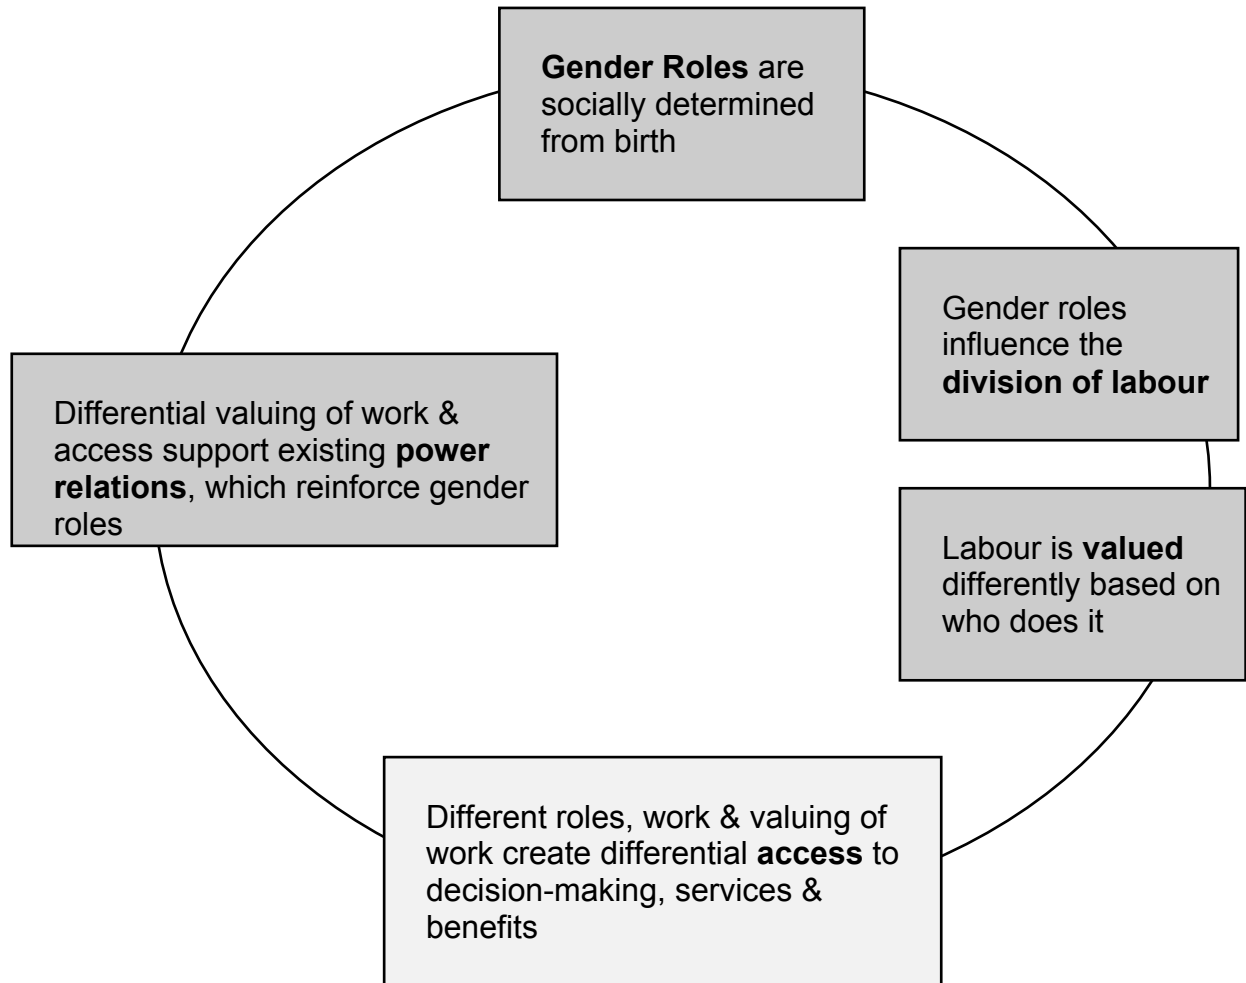 Gender Roles are
socially determined
from birth
Gender roles
influence the
division of labour
Labour is valued
differently based on
who does it
Different roles, work & valuing of
work create differential access to
decision-making, services &
benefits
Differential valuing of work &
access support existing power
relations, which reinforce gender
roles